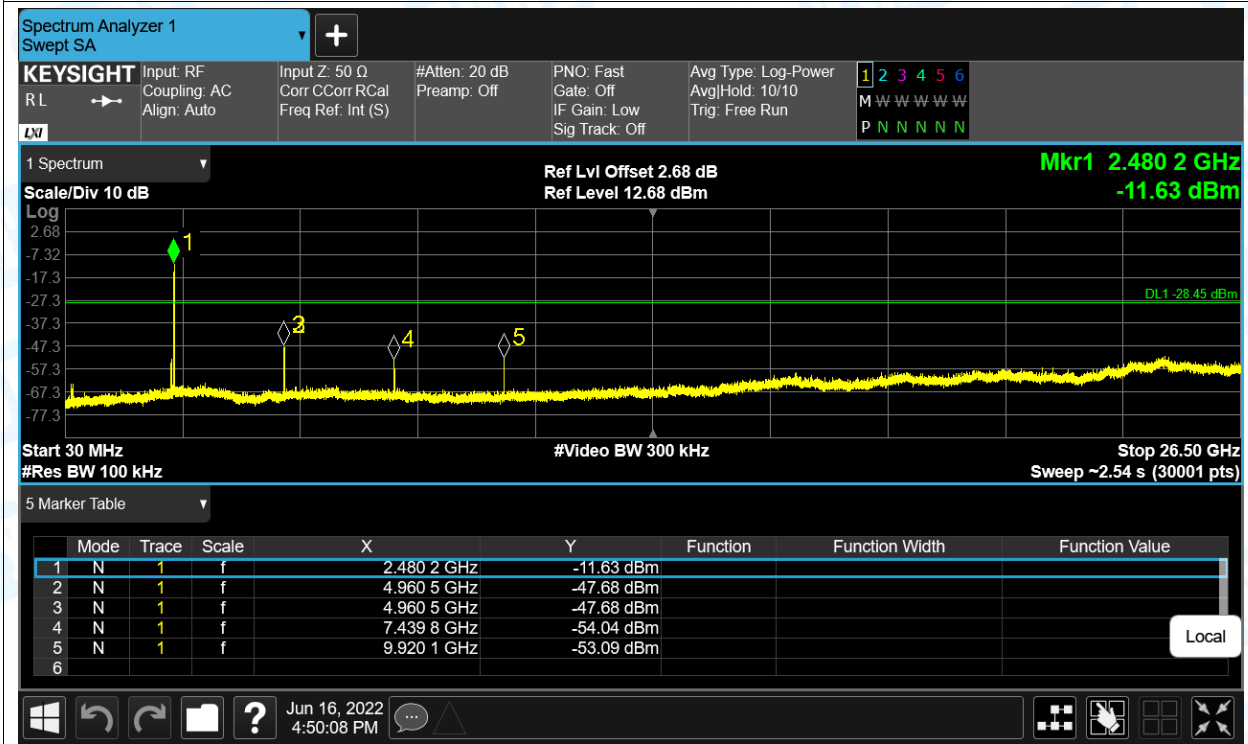 Spectrum Analyzer 1
Swept SA
+
KEYSIGHT Input: RF Input Z: 50 Ω #Atten: 20 dB PNO: Fast Avg Type: Log-Power 1 2 3 4 5 6
R L Coupling: AC Corr CCorr RCal Preamp: Off Gate: Off Avg|Hold: 10/10 M W W W W W
Align: Auto Freq Ref: Int (S) IF Gain: Low Trig: Free Run
LXI Sig Track: Off P N N N N N
1 Spectrum Ref Lvl Offset 2.68 dB Mkr1 2.480 2 GHz
Scale/Div 10 dB Ref Level 12.68 dBm -11.63 dBm
Log
2.68
1
-7.32
-17.3
-27.3 DL1 -28.45 dBm
-37.3
3 4 5
-47.3
-57.3
-67.3
-77.3
Start 30 MHz #Video BW 300 kHz Stop 26.50 GHz
#Res BW 100 kHz Sweep ~2.54 s (30001 pts)
5 Marker Table
Mode Trace Scale X Y Function Function Width Function Value
1 N 1 f 2.480 2 GHz -11.63 dBm
2 N 1 f 4.960 5 GHz -47.68 dBm
3 N 1 f 4.960 5 GHz -47.68 dBm
4 N 1 f 7.439 8 GHz -54.04 dBm
5 N 1 f 9.920 1 GHz -53.09 dBm
6
Local
? Jun 16, 2022
4:50:08 PM